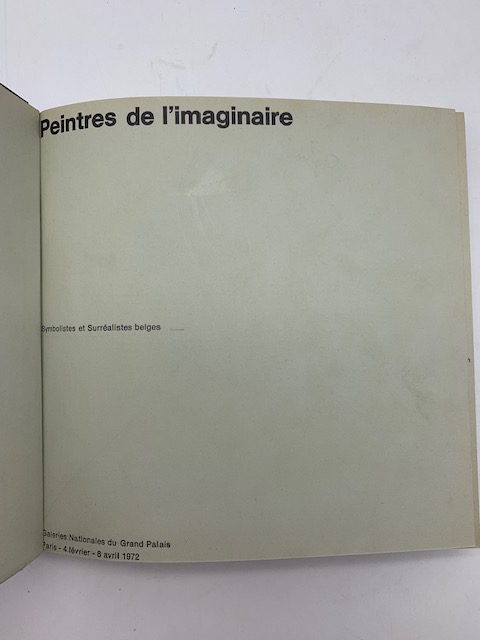 Peintres de l'imaginaire
Symbolistes et Surréalistes belges
Galeries Nationales du Grand Palais
Paris - 4 février - 8 avril 1972